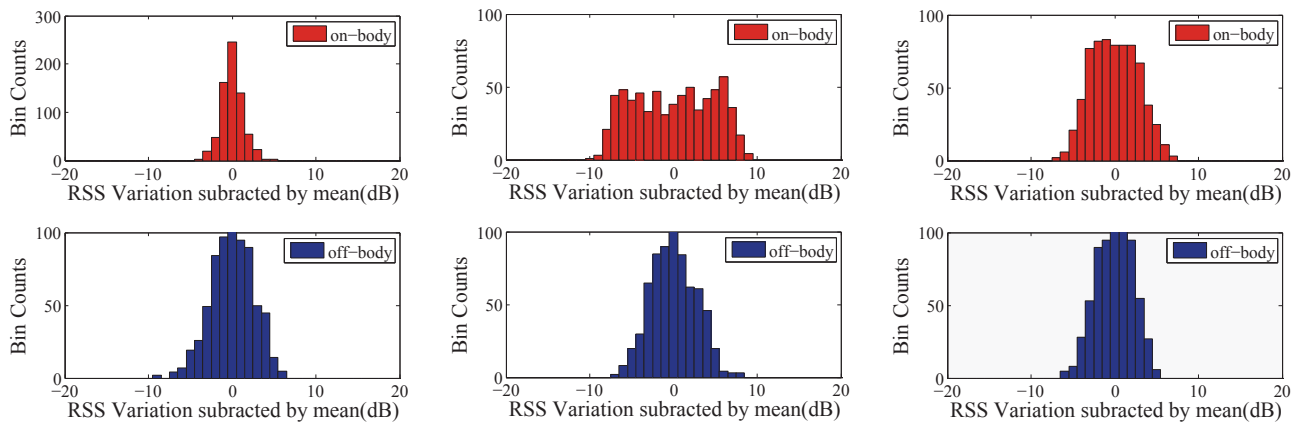 300
200
100
0
Bin Counts
on−body
−20 −10 0 10 20
RSS Variation subracted by mean(dB)
100
50
0
Bin Counts
on−body
−20 −10 0 10 20
RSS Variation subracted by mean(dB)
100
50
0
Bin Counts
on−body
−20 −10 0 10 20
RSS Variation subracted by mean(dB)
100
50
0
Bin Counts
off−body
−20 −10 0 10 20
RSS Variation subracted by mean(dB)
100
50
0
Bin Counts
off−body
−20 −10 0 10 20
RSS Variation subracted by mean(dB)
100
50
0
Bin Counts
off−body
−20 −10 0 10 20
RSS Variation subracted by mean(dB)